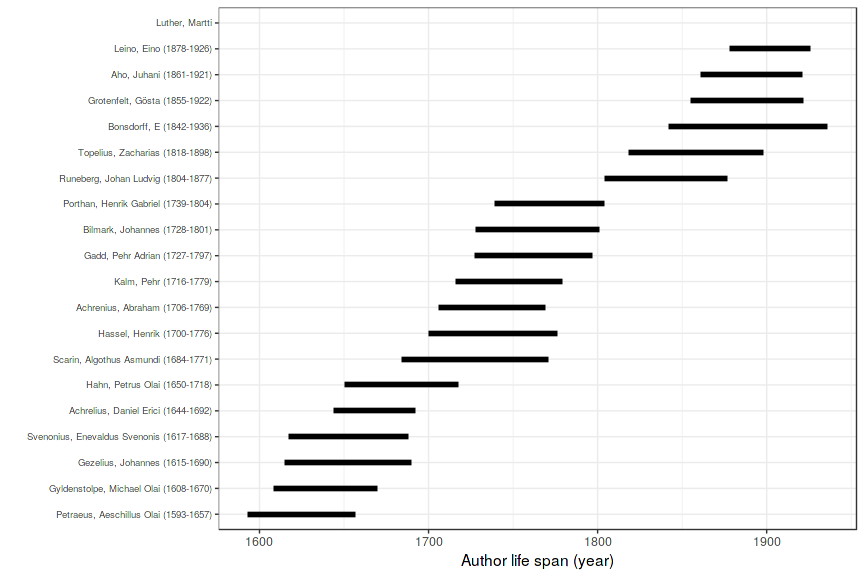 Luther, Martti
Leino, Eino (1878-1926)
Aho, Juhani (1861-1921)
Grotenfelt, Gösta (1855-1922)
Bonsdorff, E (1842-1936)
Topelius, Zacharias (1818-1898)
Runeberg, Johan Ludvig (1804-1877)
Porthan, Henrik Gabriel (1739-1804)
Bilmark, Johannes (1728-1801)
Gadd, Pehr Adrian (1727-1797)
Kalm, Pehr (1716-1779)
Achrenius, Abraham (1706-1769)
Hassel, Henrik (1700-1776)
Scarin, Algothus Asmundi (1684-1771)
Hahn, Petrus Olai (1650-1718)
Achrelius, Daniel Erici (1644-1692)
Svenonius, Enevaldus Svenonis (1617-1688)
Gezelius, Johannes (1615-1690)
Gyldenstolpe, Michael Olai (1608-1670)
Petraeus, Aeschillus Olai (1593-1657)
1600 1700 1800 1900
Author life span (year)